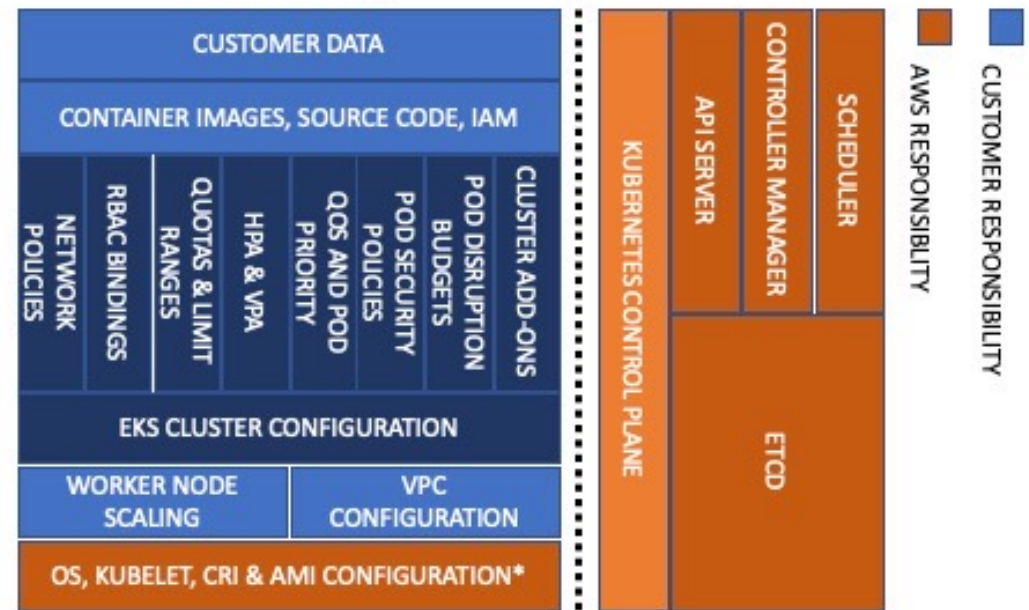 CUSTOMER DATA
CONTAINER IMAGES, SOURCE CODE, IAM
NETWORK
POLICIES
RBAC BINDINGS
QUOTAS & LIMIT
RANGES
HPA & VPA
QOS AND POD
PRIORITY
POD SECURITY
POLICIES
POD DISRUPTION
BUDGETS
CLUSTER ADD-ONS
EKS CLUSTER CONFIGURATION
WORKER NODE
SCALING
VPC
CONFIGURATION
OS, KUBELET, CRI & AMI CONFIGURATION*
KUBERNETES CONTROL PLANE
API SERVER
CONTROLLER MANAGER
SCHEDULER
ETCD
AWS RESPONSIBLITY
CUSTOMER RESPONSIBILITY